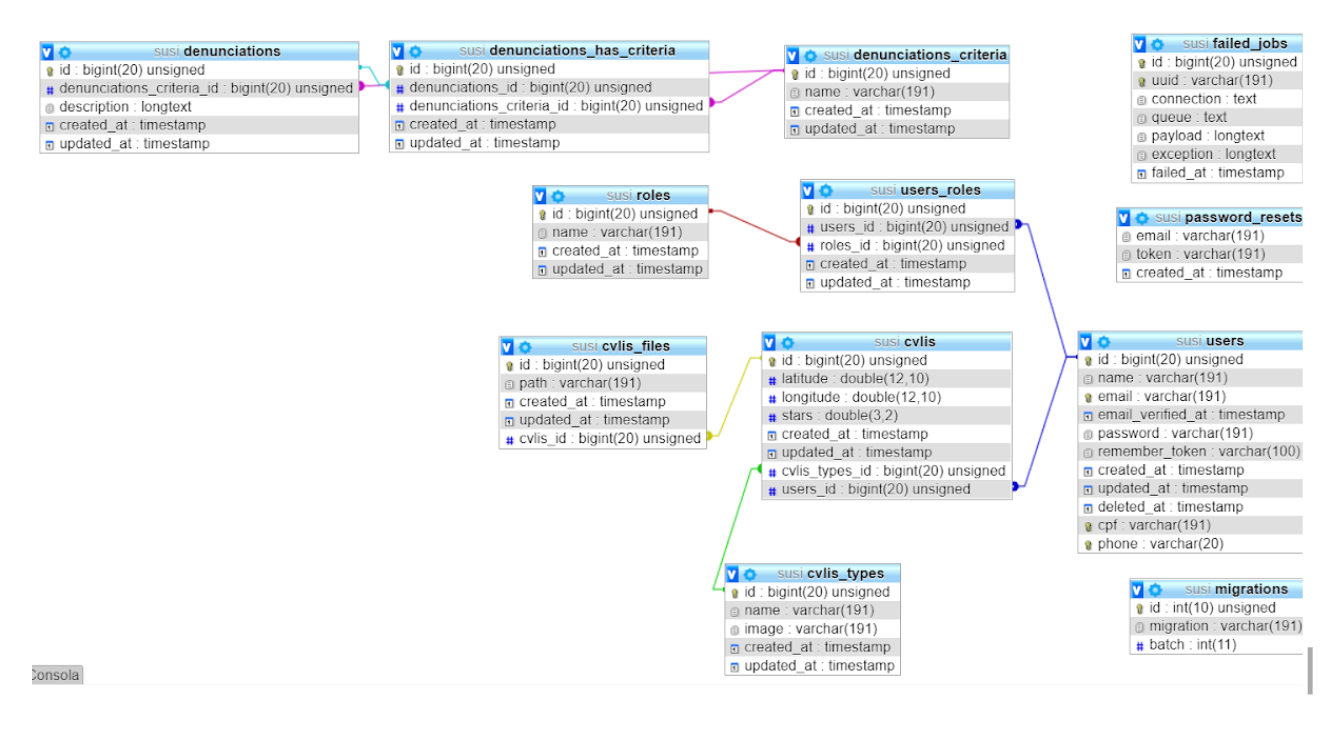 susi denunciations
id : bigint(20) unsigned
denunciations_criteria_id : bigint(20) unsigned
description : longtext
created_at : timestamp
updated_at : timestamp
susi denunciations_has_criteria
id : bigint(20) unsigned
denunciations_id : bigint(20) unsigned
denunciations_criteria_id : bigint(20) unsigned
created_at : timestamp
updated_at : timestamp
susi denunciations_criteria
id : bigint(20) unsigned
name : varchar(191)
created_at : timestamp
updated_at : timestamp
susi failed_jobs
id : bigint(20) unsigned
uuid : varchar(191)
connection : text
queue : text
payload : longtext
exception : longtext
failed_at : timestamp
susi roles
id : bigint(20) unsigned
name : varchar(191)
created_at : timestamp
updated_at : timestamp
susi users_roles
id : bigint(20) unsigned
users_id : bigint(20) unsigned
roles_id : bigint(20) unsigned
created_at : timestamp
updated_at : timestamp
susi password_resets
email : varchar(191)
token : varchar(191)
created_at : timestamp
susi cvlis_files
id : bigint(20) unsigned
path : varchar(191)
created_at : timestamp
updated_at : timestamp
cvlis_id : bigint(20) unsigned
susi cvlis
id : bigint(20) unsigned
latitude : double(12,10)
longitude : double(12,10)
stars : double(3,2)
created_at : timestamp
updated_at : timestamp
cvlis_types_id : bigint(20) unsigned
users_id : bigint(20) unsigned
susi users
id : bigint(20) unsigned
name : varchar(191)
email : varchar(191)
email_verified_at : timestamp
password : varchar(191)
remember_token : varchar(100)
created_at : timestamp
updated_at : timestamp
deleted_at : timestamp
cpf : varchar(191)
phone : varchar(20)
susi cvlis_types
id : bigint(20) unsigned
name : varchar(191)
image : varchar(191)
created_at : timestamp
updated_at : timestamp
susi migrations
id : int(10) unsigned
migration : varchar(191)
batch : int(11)
Consola